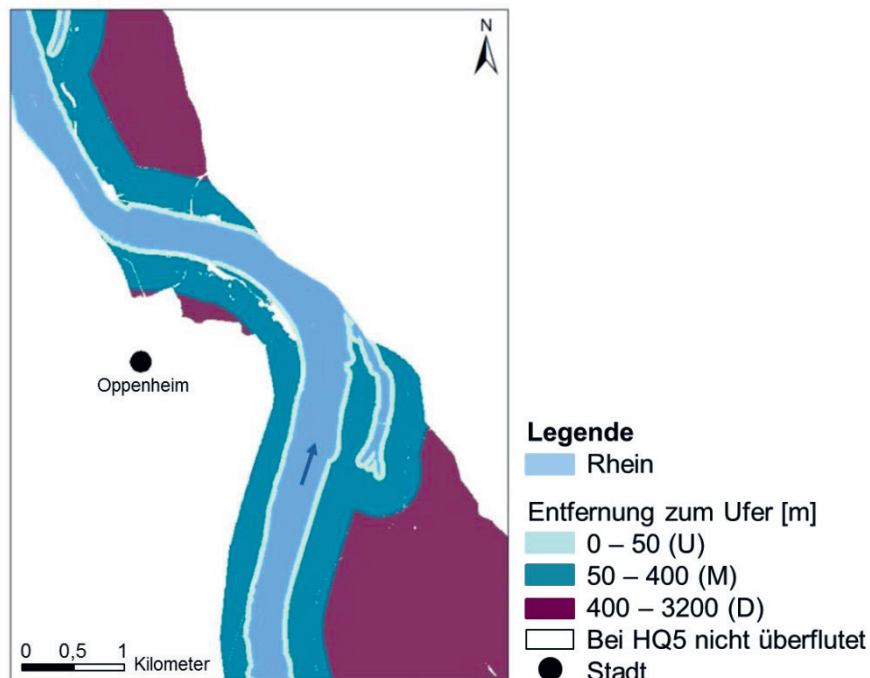 N
Oppenheim
0 0,5 1
Kilometer
Legende
Rhein
Entfernung zum Ufer [m]
0 – 50 (U)
50 – 400 (M)
400 – 3200 (D)
Bei HQ5 nicht überflutet
Stadt